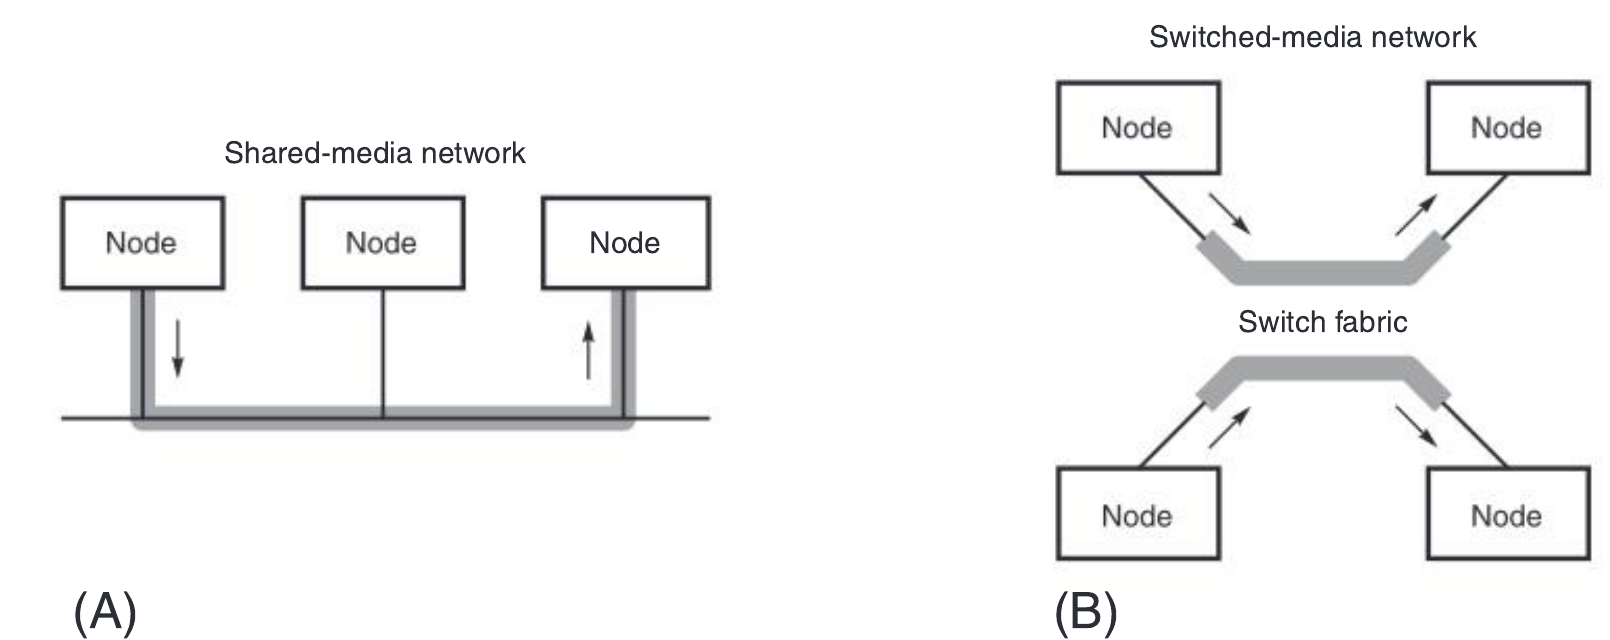 Shared-media network
Node
Node
Node
(A)
Switched-media network
Node
Node
Switch fabric
Node
Node
(B)